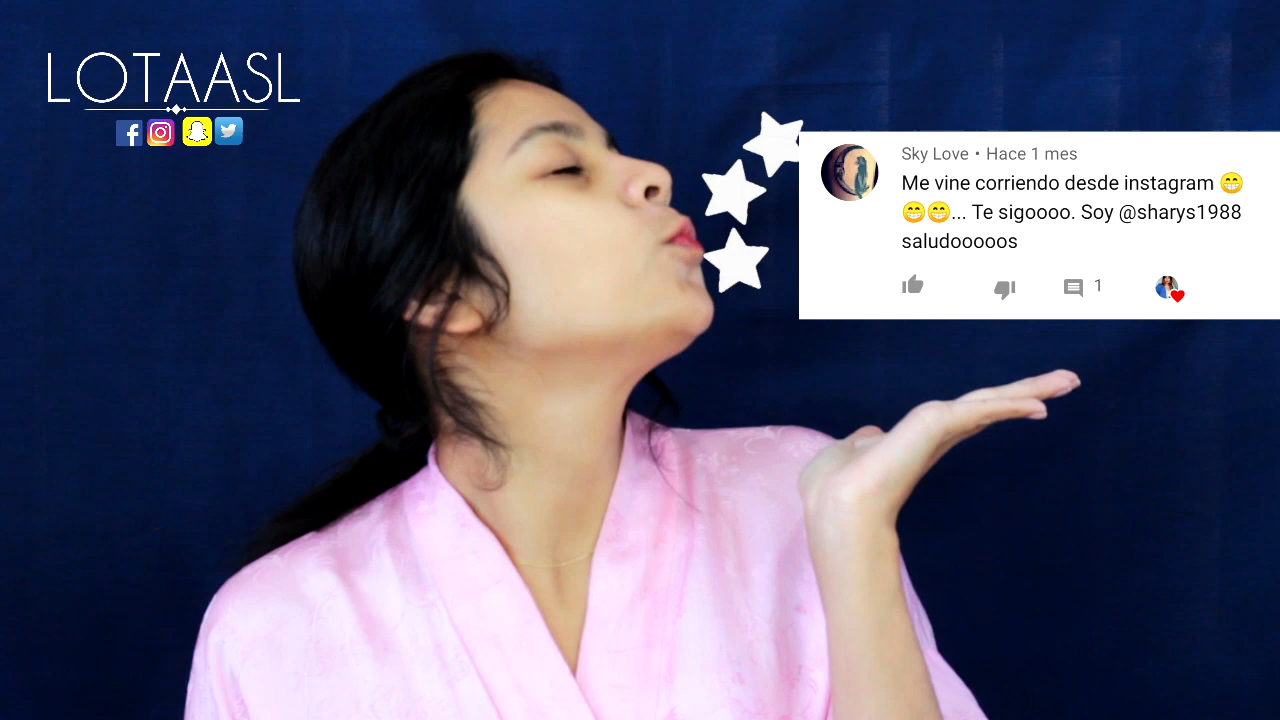 LOTAASL
Sky Love • Hace 1 mes
Me vine corriendo desde instagram 😁
😁😁... Te sigoooo. Soy @sharys1988
saludooooos
1